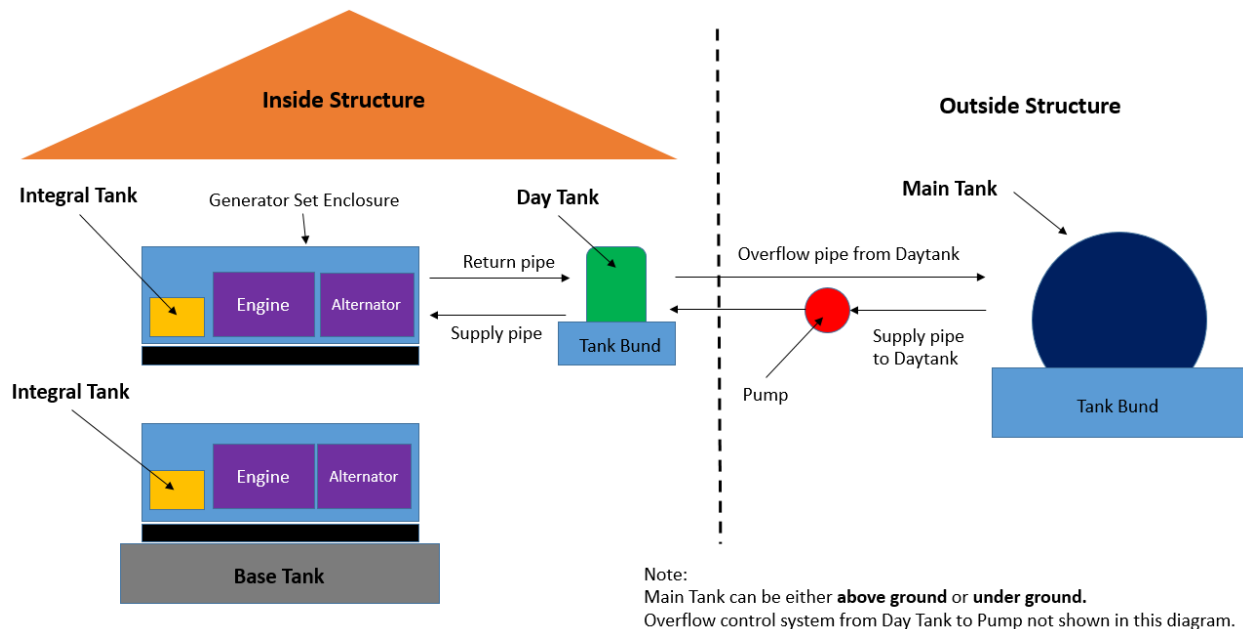 Inside Structure
Outside Structure
Integral Tank
Generator Set Enclosure
Day Tank
Main Tank
Return pipe
Overflow pipe from Daytank
Engine
Alternator
Supply pipe
Tank Bund
Supply pipe
to Daytank
Pump
Tank Bund
Integral Tank
Engine
Alternator
Base Tank
Note:
Main Tank can be either above ground or under ground.
Overflow control system from Day Tank to Pump not shown in this diagram.